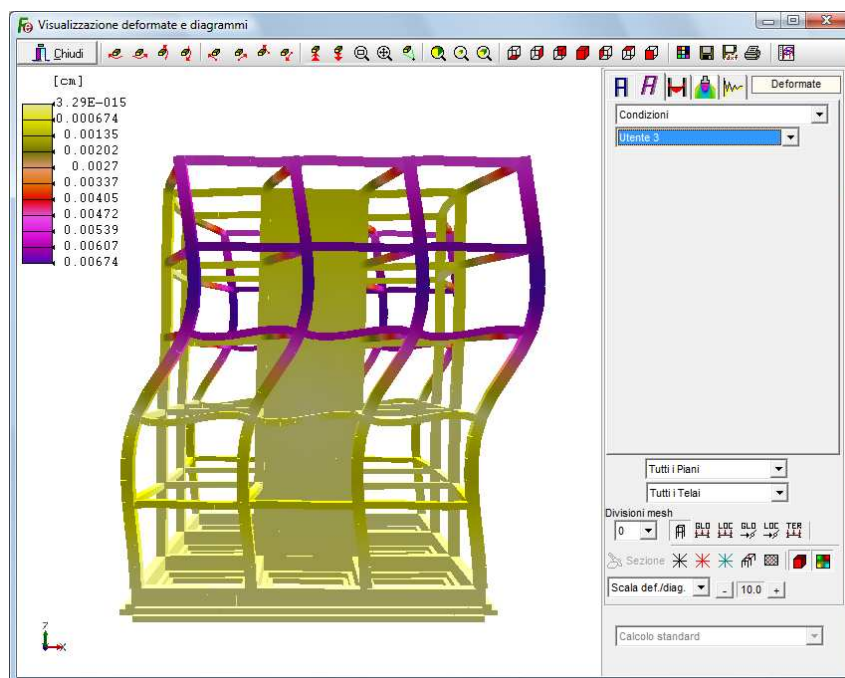 Visualizzazione deformate e diagrammi
Chiudi
[cm]
3.29E-015
0.000674
0.00135
0.00202
0.0027
0.00337
0.00405
0.00472
0.00539
0.00607
0.00674
Deformate
Condizioni
Utente 3
Tutti i Piani
Tutti i Telai
Divisioni mesh
0
GLO LOC GLO LOC TER
Sezione
Scala def./diag. - 10.0 +
Calcolo standard
Z
X